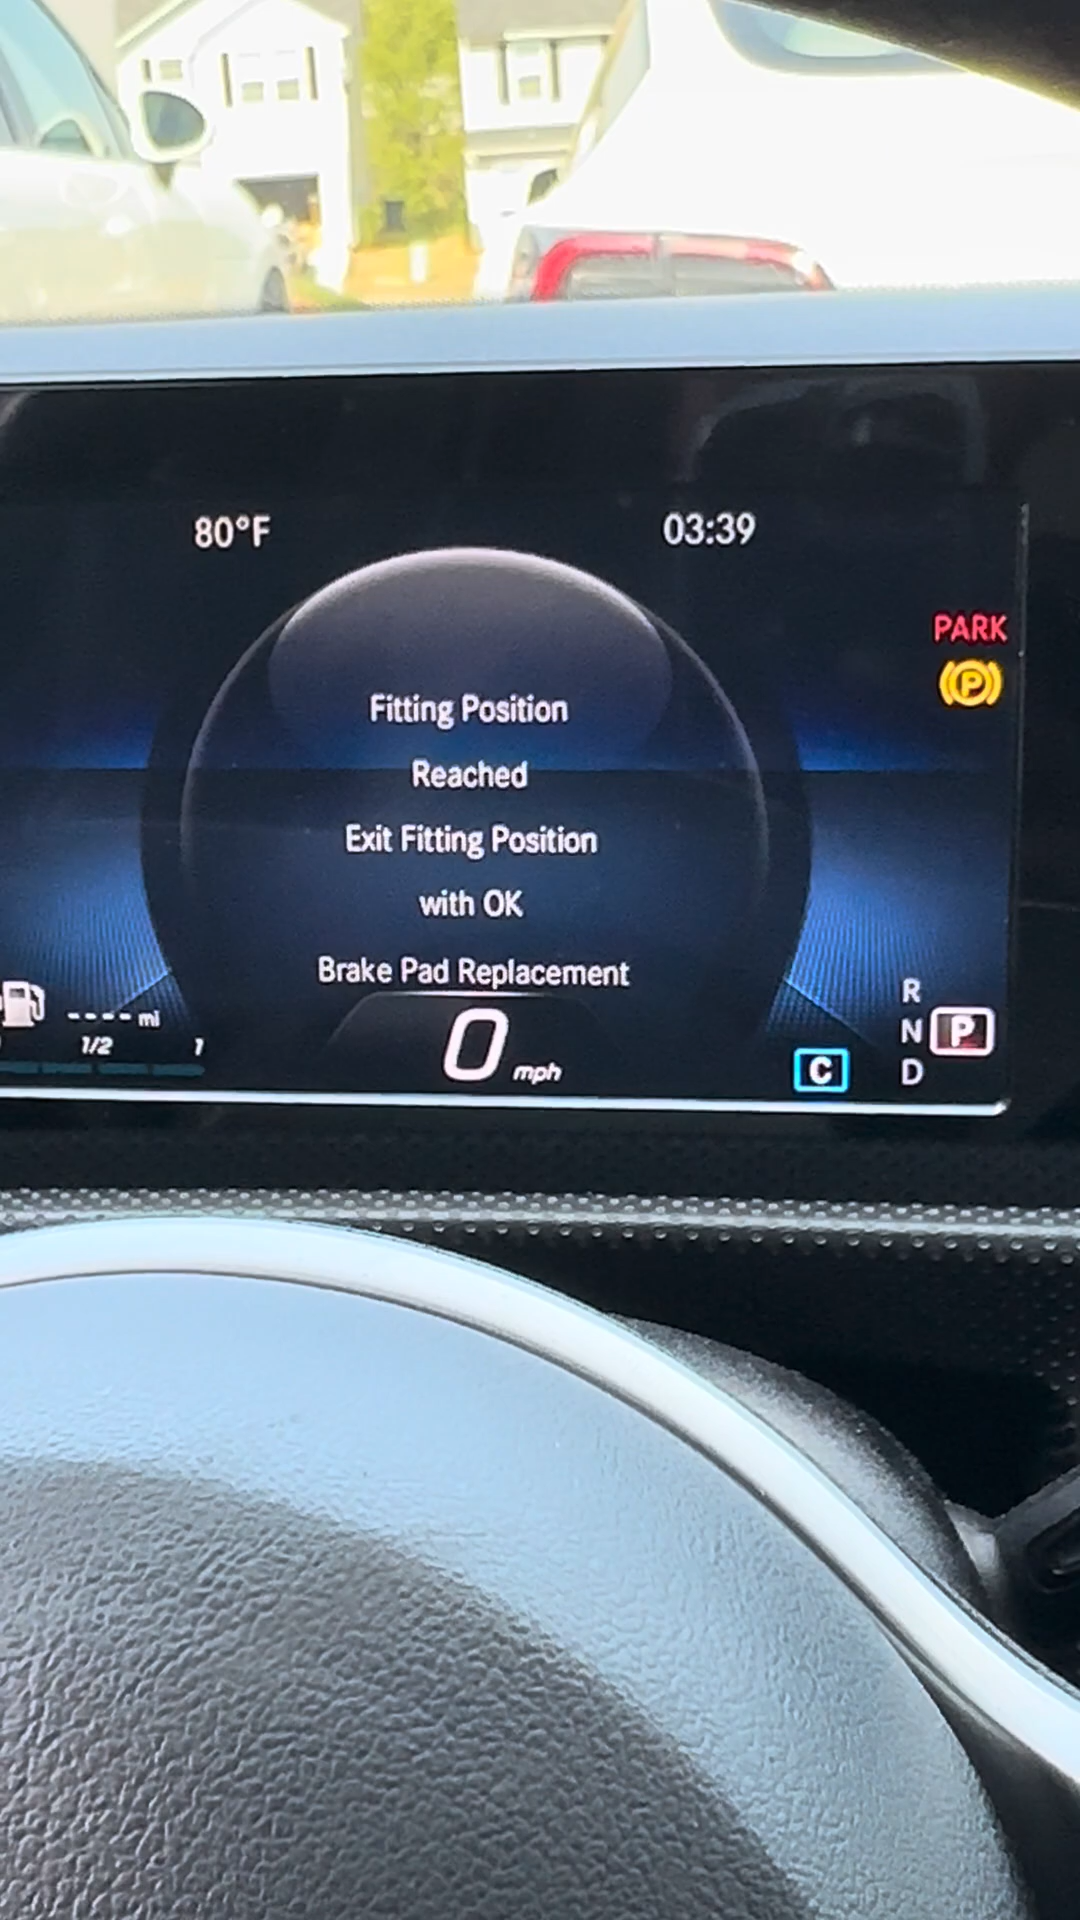 80°F 03:39
PARK
P
Fitting Position
Reached
Exit Fitting Position
with OK
Brake Pad Replacement
R
----mi
N P
0 mph
1/2 1
C D